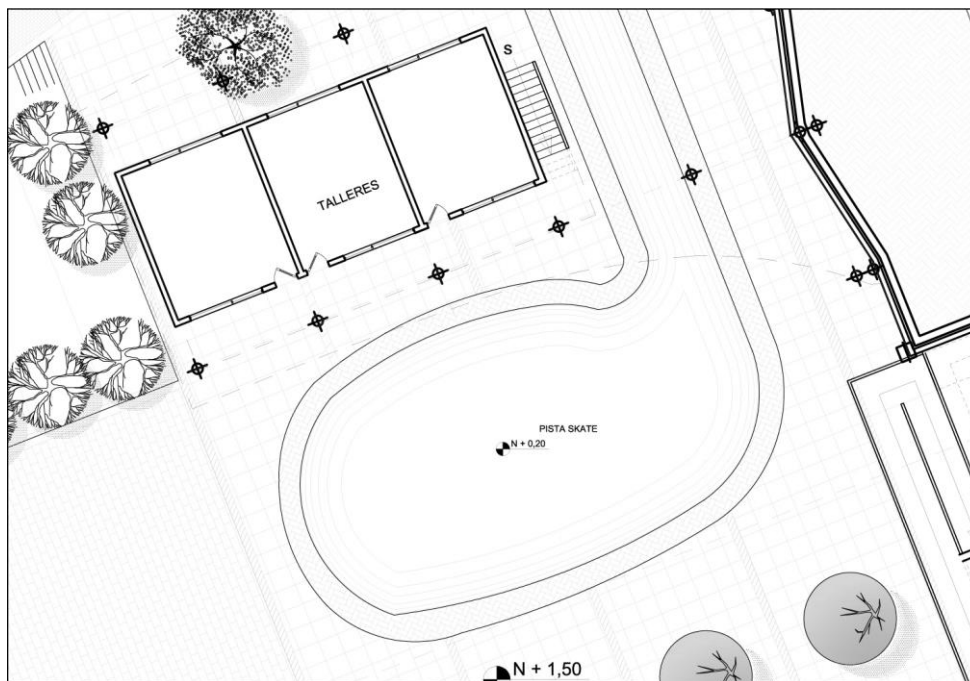 S
TALLERES
PISTA SKATE
N + 0,20
N + 1,50